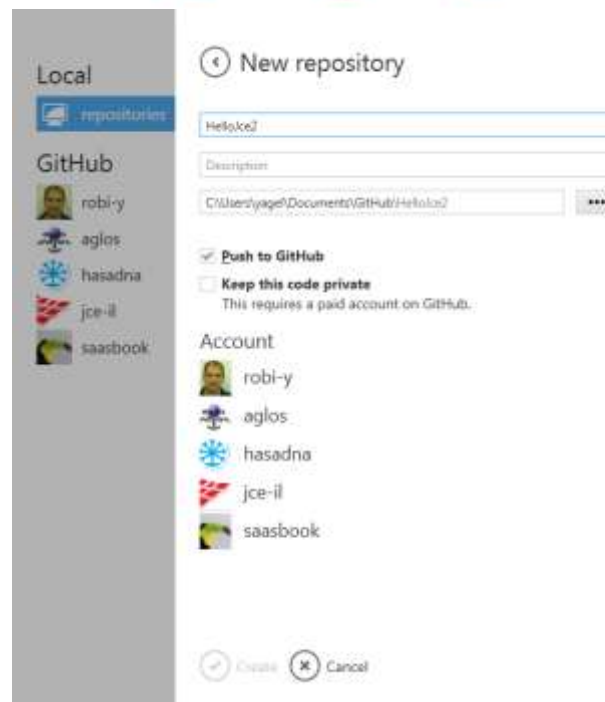 Local
repositories
GitHub
robi-y
aglos
hasadna
jce-il
saasbook
New repository
HelloJce2
Description
C:\Users\yagel\Documents\GitHub\HelloJce2
Push to GitHub
Keep this code private
This requires a paid account on GitHub.
Account
robi-y
aglos
hasadna
jce-il
saasbook
Create
Cancel